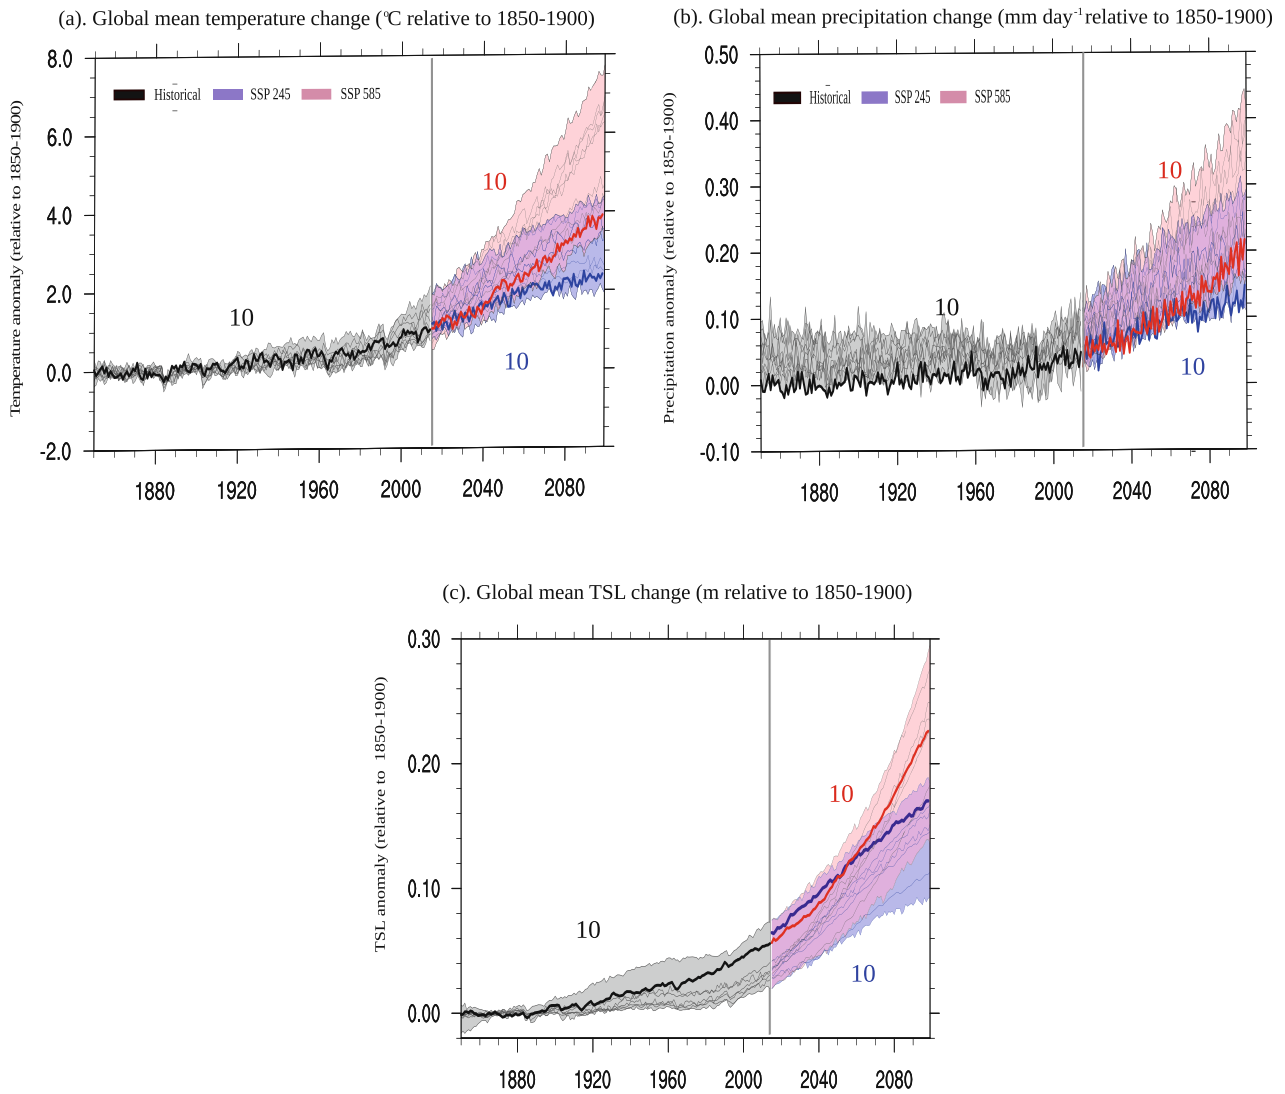 (a). Global mean temperature change (°C relative to 1850-1900)
8.0
6.0
4.0
2.0
0.0
-2.0
Temperature anomaly (relative to 1850-1900)
Historical SSP 245 SSP 585
10
10
10
1880 1920 1960 2000 2040 2080
(b). Global mean precipitation change (mm day-1 relative to 1850-1900)
0.50
0.40
0.30
0.20
0.10
0.00
-0.10
Precipitation anomaly (relative to 1850-1900)
Historical SSP 245 SSP 585
10
10
10
1880 1920 1960 2000 2040 2080
(c). Global mean TSL change (m relative to 1850-1900)
0.30
0.20
0.10
0.00
TSL anomaly (relative to 1850-1900)
10
10
10
1880 1920 1960 2000 2040 2080